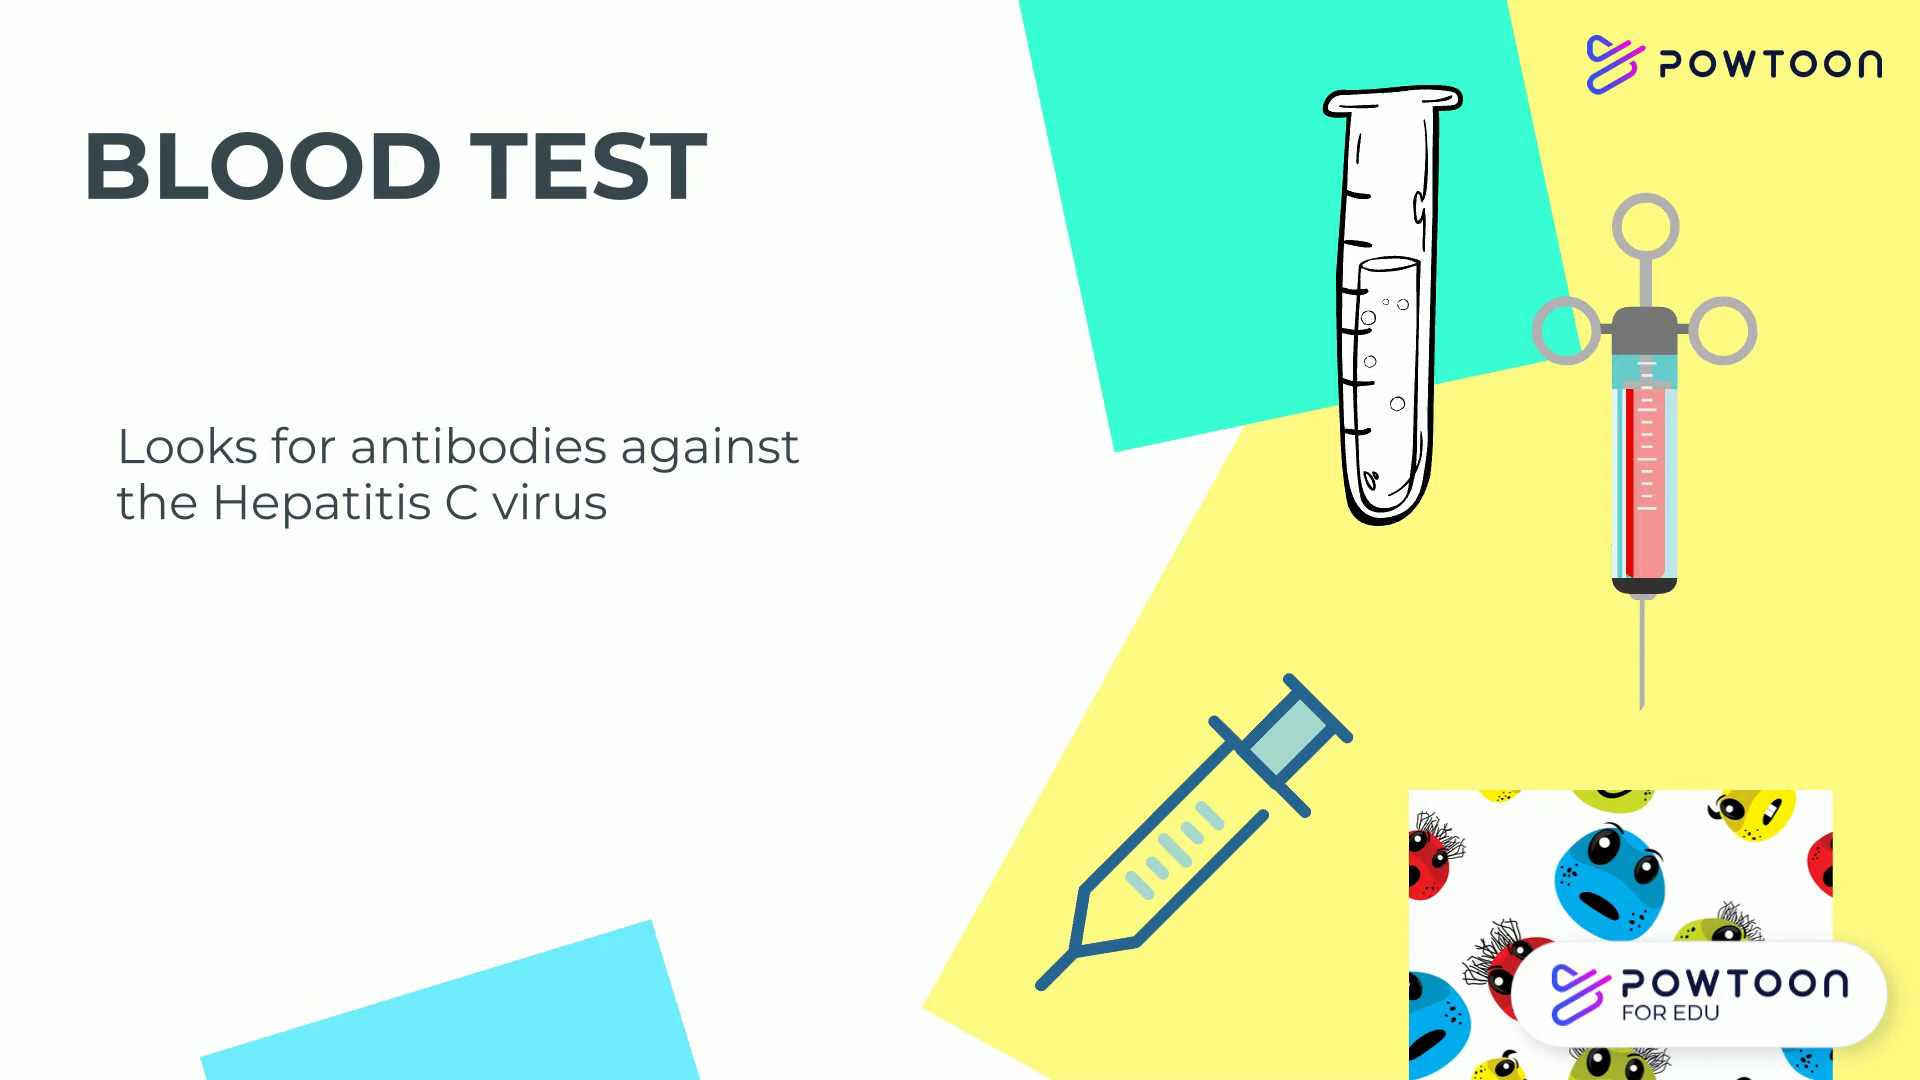 POWTOON
BLOOD TEST
Looks for antibodies against
the Hepatitis C virus
POWTOON
FOR EDU